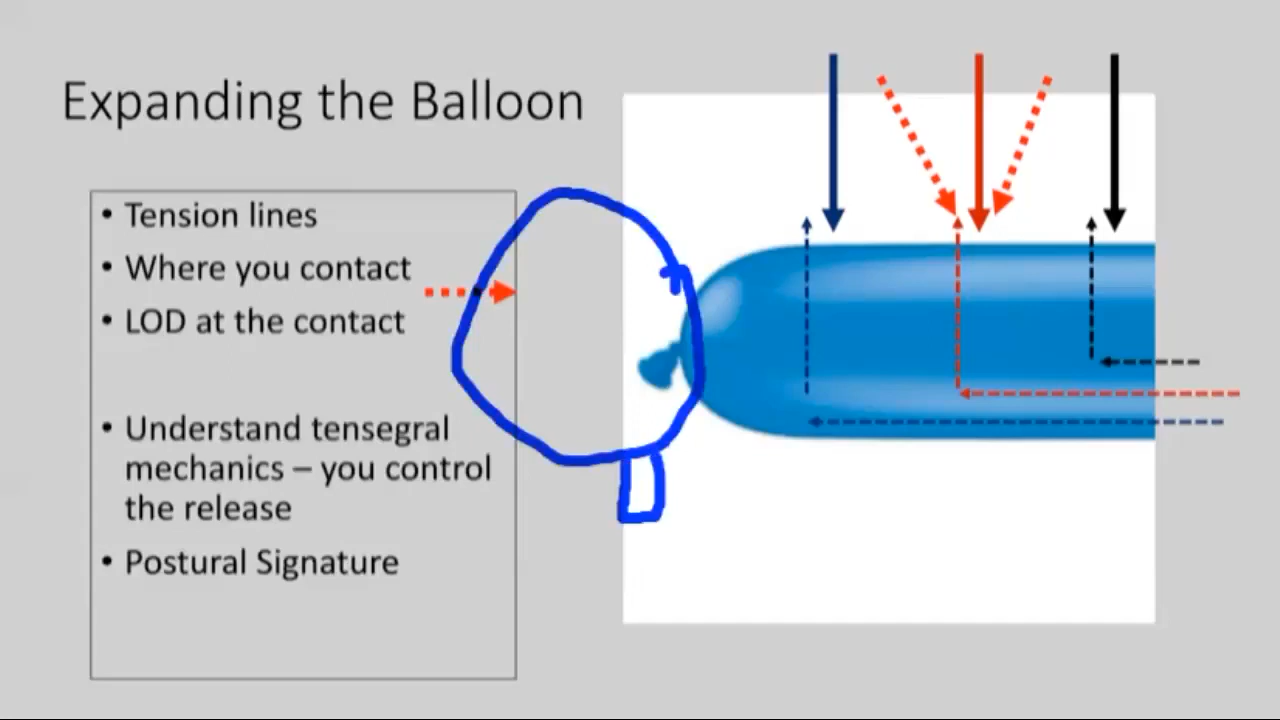 Expanding the Balloon
• Tension lines
• Where you contact
• LOD at the contact
• Understand tensegral
mechanics – you control
the release
• Postural Signature